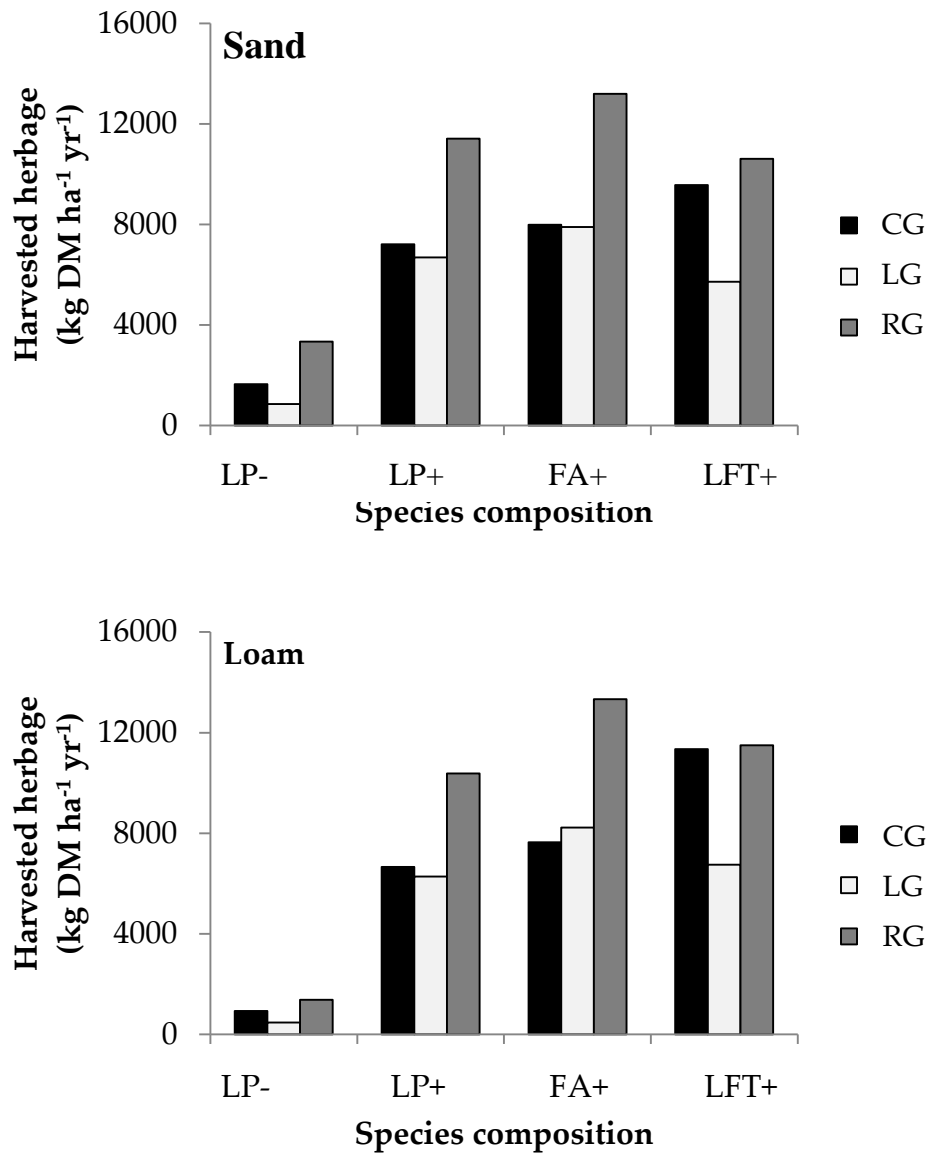 16000
12000
8000
4000
0
Sand
Harvested herbage
(kg DM ha⁻¹ yr⁻¹)
CG
LG
RG
LP- LP+ FA+ LFT+
Species composition
16000
12000
8000
4000
0
Loam
Harvested herbage
(kg DM ha⁻¹ yr⁻¹)
CG
LG
RG
LP- LP+ FA+ LFT+
Species composition